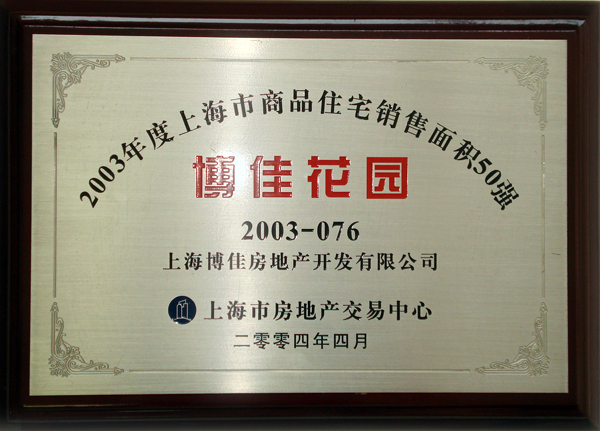 2003年度上海市商品住宅销售面积50强
博佳花园
2003-076
上海博佳房地产开发有限公司
上海市房地产交易中心
二零零四年四月